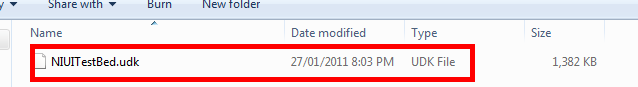 Share with Burn New folder
Name Date modified Type Size
NIUITestBed.udk 27/01/2011 8:03 PM UDK File 1,382 KB